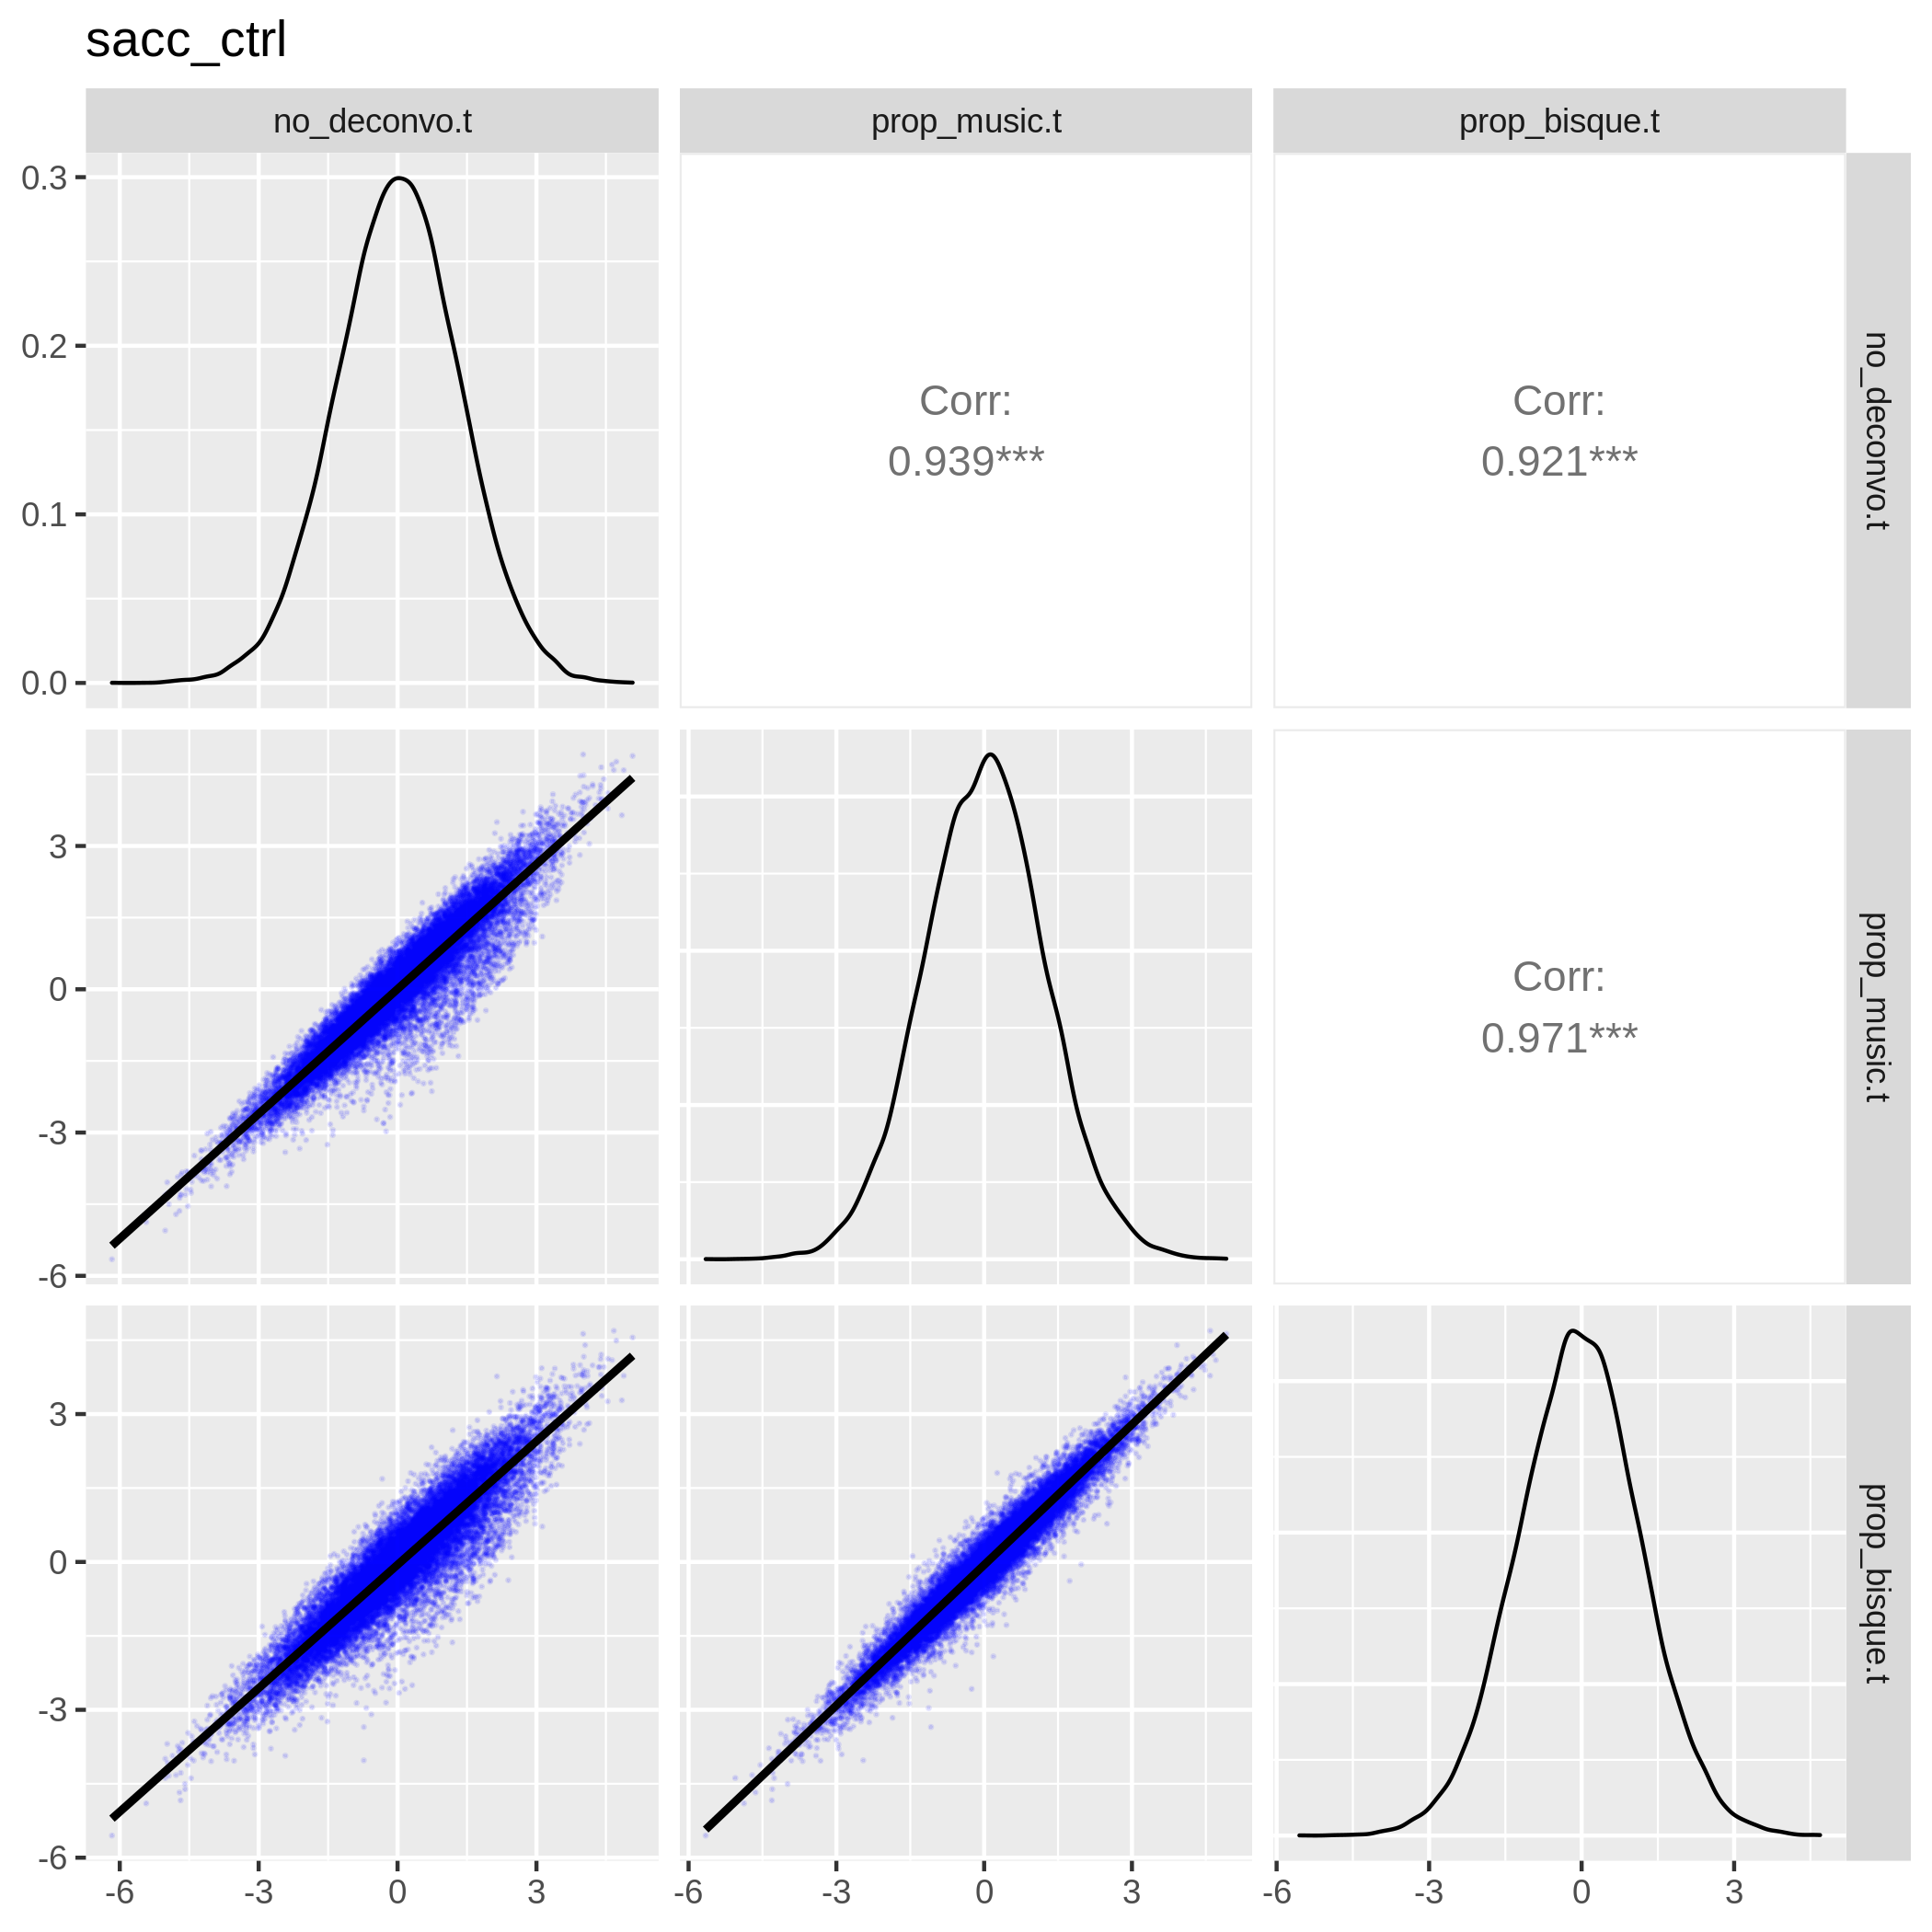 sacc_ctrl
no_deconvo.t
prop_music.t
prop_bisque.t
0.3
0.2
0.1
0.0
Corr:
0.939***
Corr:
0.921***
no_deconvo.t
3
0
-3
-6
Corr:
0.971***
prop_music.t
3
0
-3
-6
prop_bisque.t
-6 -3 0 3
-6 -3 0 3
-6 -3 0 3